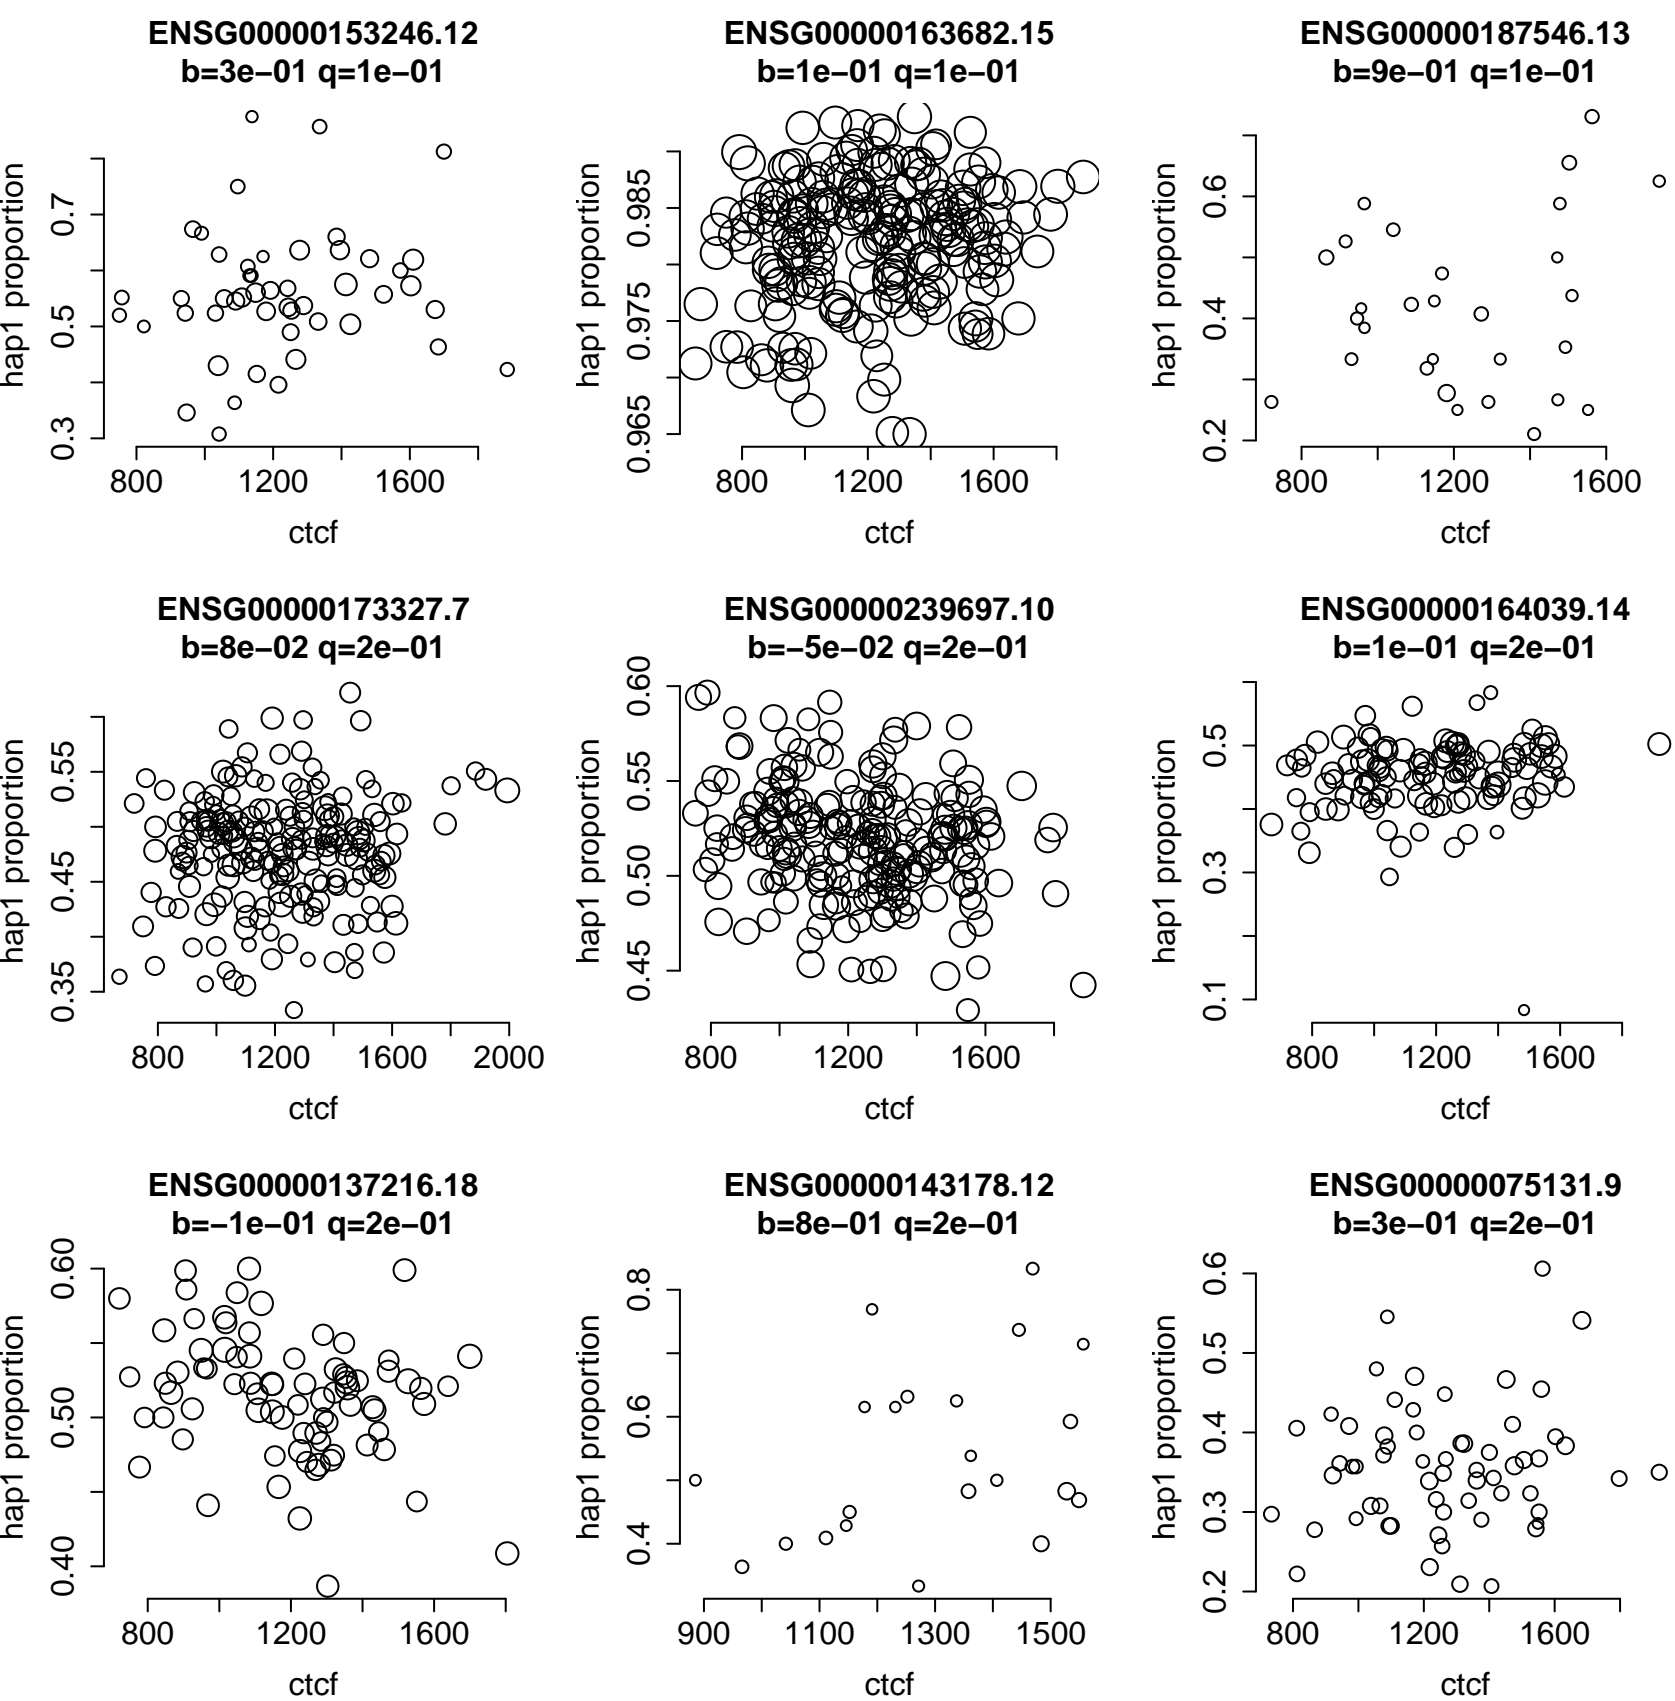 ENSG00000153246.12
b=3e−01 q=1e−01
hap1 proportion
0.3 0.5 0.7
800 1200 1600
ctcf
ENSG00000163682.15
b=1e−01 q=1e−01
hap1 proportion
0.965 0.975 0.985
800 1200 1600
ctcf
ENSG00000187546.13
b=9e−01 q=1e−01
hap1 proportion
0.2 0.4 0.6
800 1200 1600
ctcf
ENSG00000173327.7
b=8e−02 q=2e−01
hap1 proportion
0.35 0.45 0.55
800 1200 1600 2000
ctcf
ENSG00000239697.10
b=−5e−02 q=2e−01
hap1 proportion
0.45 0.50 0.55 0.60
800 1200 1600
ctcf
ENSG00000164039.14
b=1e−01 q=2e−01
hap1 proportion
0.1 0.3 0.5
800 1200 1600
ctcf
ENSG00000137216.18
b=−1e−01 q=2e−01
hap1 proportion
0.40 0.50 0.60
800 1200 1600
ctcf
ENSG00000143178.12
b=8e−01 q=2e−01
hap1 proportion
0.4 0.6 0.8
900 1100 1300 1500
ctcf
ENSG00000075131.9
b=3e−01 q=2e−01
hap1 proportion
0.2 0.3 0.4 0.5 0.6
800 1200 1600
ctcf